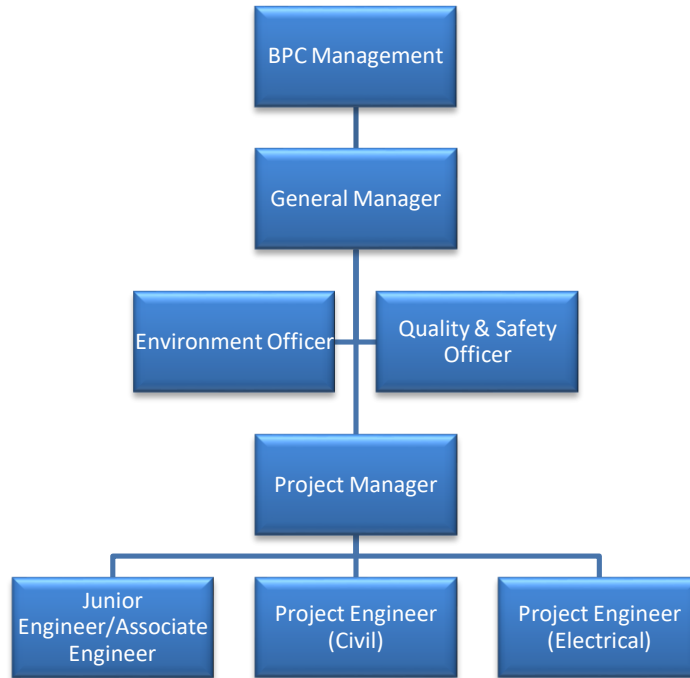 BPC Management
General Manager
Environment Officer
Quality & Safety
Officer
Project Manager
Junior
Engineer/Associate
Engineer
Project Engineer
(Civil)
Project Engineer
(Electrical)